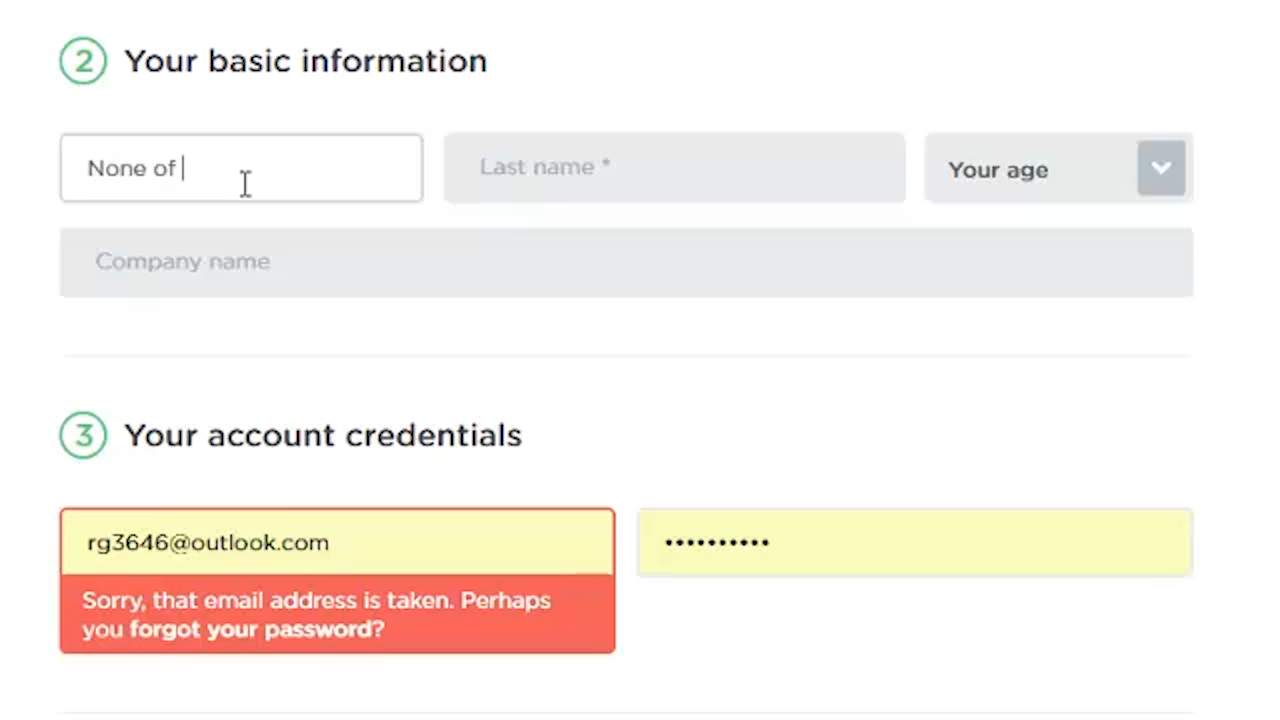 2 Your basic information
None of
Last name *
Your age
Company name
3 Your account credentials
rg3646@outlook.com
••••••••••
Sorry, that email address is taken. Perhaps
you forgot your password?